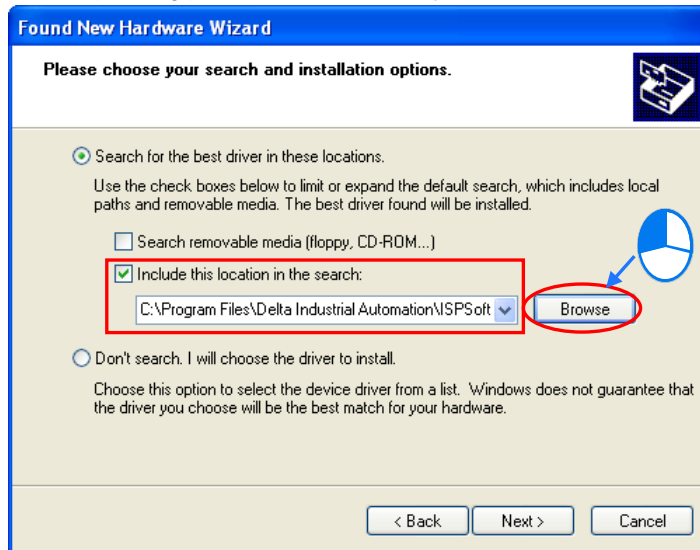 Found New Hardware Wizard
Please choose your search and installation options.
Search for the best driver in these locations.
Use the check boxes below to limit or expand the default search, which includes local
paths and removable media. The best driver found will be installed.
Search removable media (floppy, CD-ROM...)
Include this location in the search:
C:\Program Files\Delta Industrial Automation\ISPSoft
Browse
Don't search. I will choose the driver to install.
Choose this option to select the device driver from a list. Windows does not guarantee that
the driver you choose will be the best match for your hardware.
< Back
Next >
Cancel